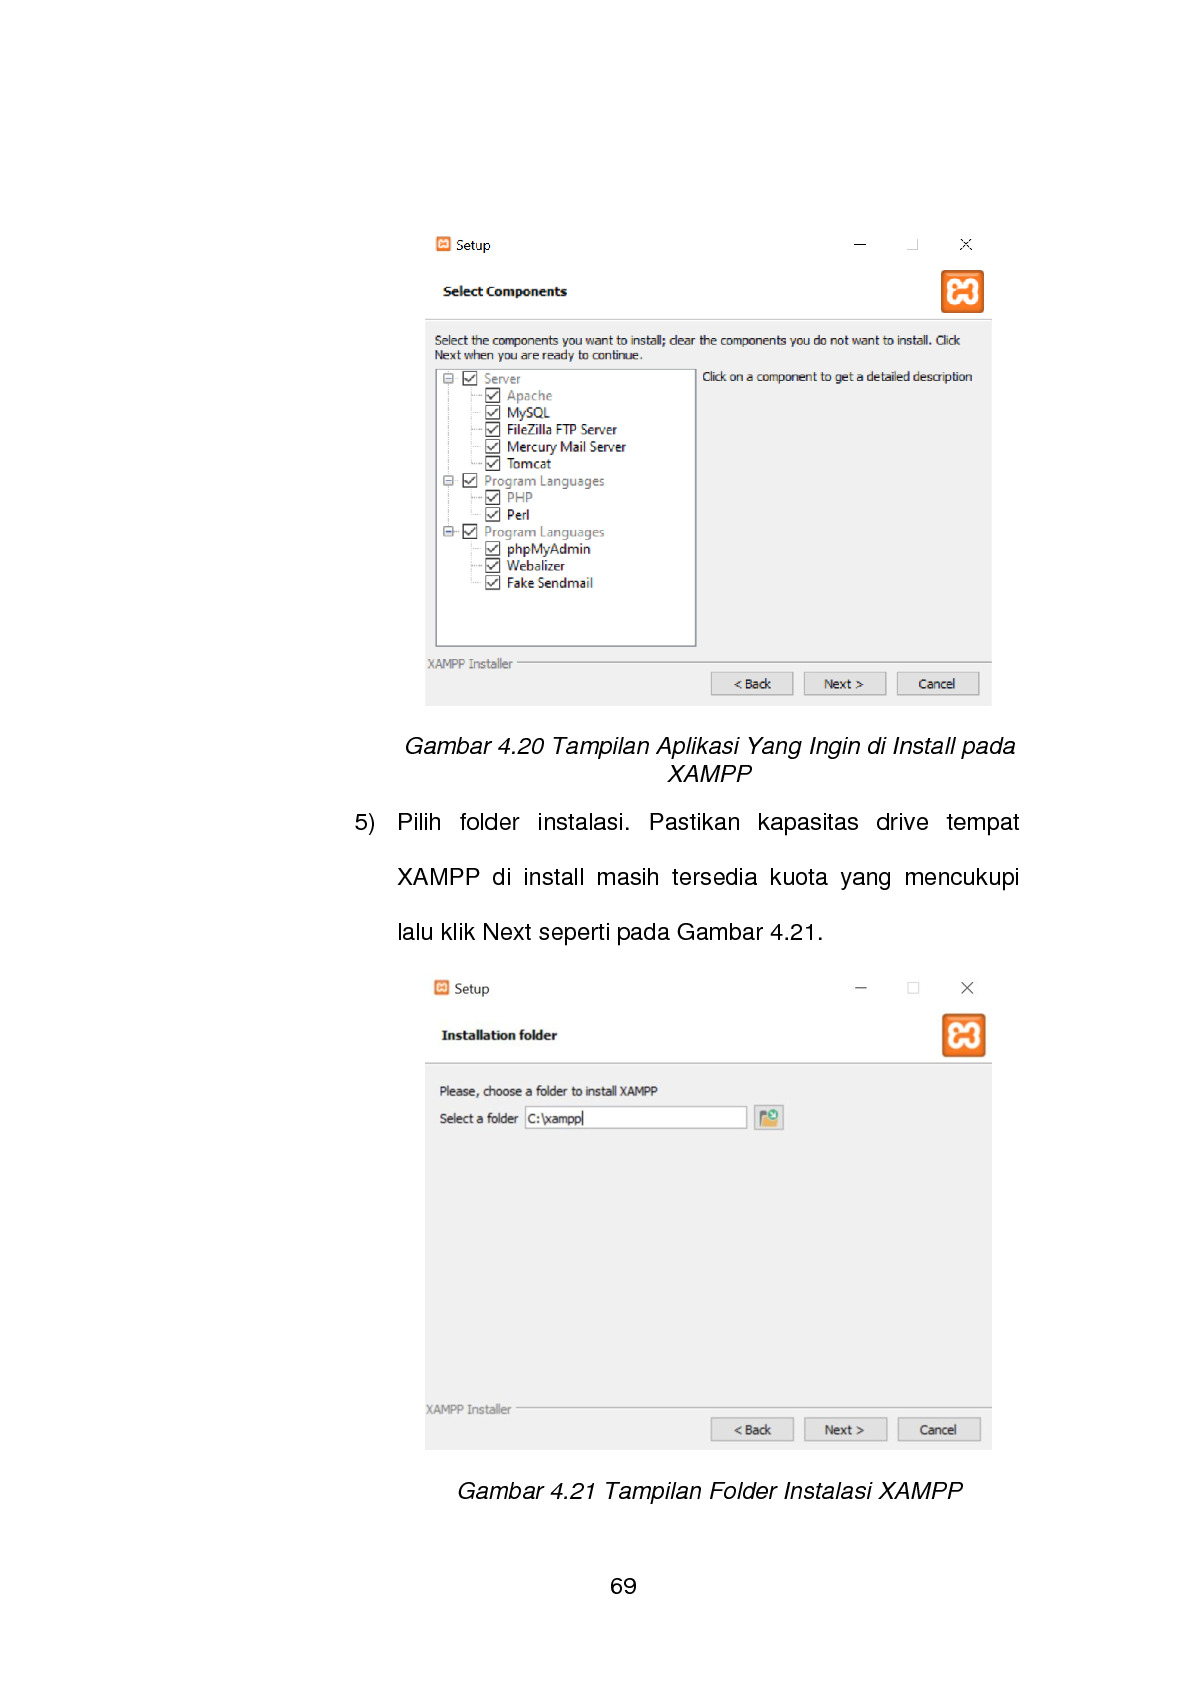 Setup
Select Components
Select the components you want to install; clear the components you do not want to install. Click
Next when you are ready to continue.
Server
Apache
MySQL
FileZilla FTP Server
Mercury Mail Server
Tomcat
Program Languages
PHP
Perl
Program Languages
phpMyAdmin
Webalizer
Fake Sendmail
Click on a component to get a detailed description
XAMPP Installer
< Back Next > Cancel
Gambar 4.20 Tampilan Aplikasi Yang Ingin di Install pada
XAMPP
5) Pilih folder instalasi. Pastikan kapasitas drive tempat
XAMPP di install masih tersedia kuota yang mencukupi
lalu klik Next seperti pada Gambar 4.21.
Setup
Installation folder
Please, choose a folder to install XAMPP
Select a folder C:\xampp
XAMPP Installer
< Back Next > Cancel
Gambar 4.21 Tampilan Folder Instalasi XAMPP
69